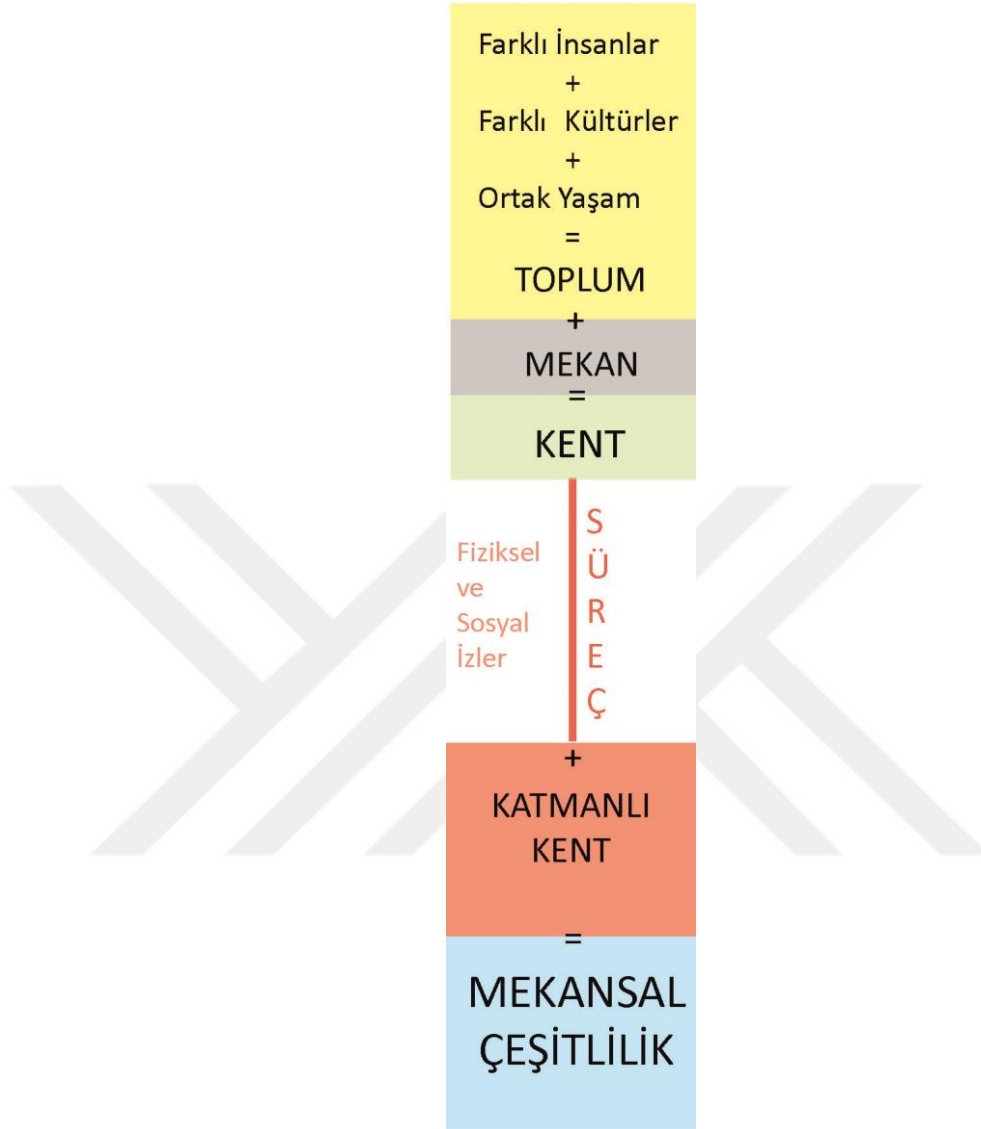 Farklı İnsanlar
+
Farklı Kültürler
+
Ortak Yaşam
=
TOPLUM
+
MEKAN
=
KENT
Fiziksel
ve
Sosyal
İzler
SÜREÇ
+
KATMANLI
KENT
=
MEKANSAL
ÇEŞİTLİLİK